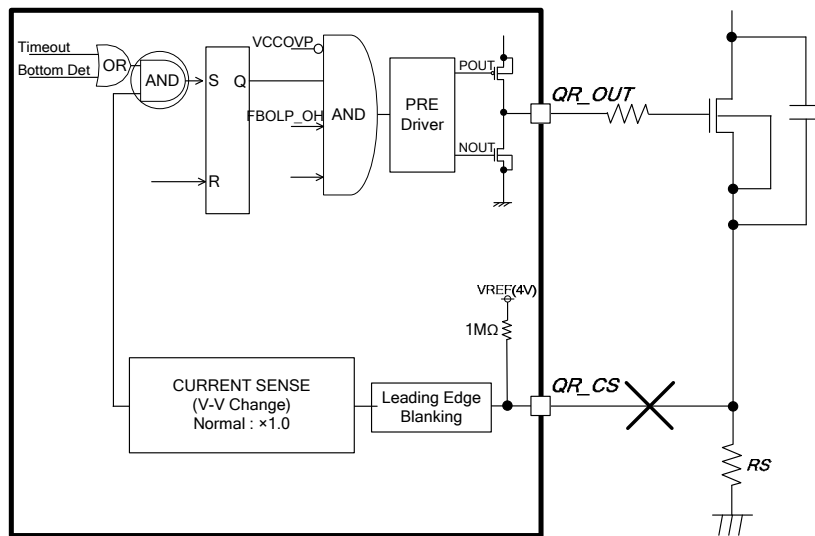 Timeout
Bottom Det
OR
AND
S
Q
R
VCCOVP
FBOLP_OH
AND
PRE
Driver
POUT
NOUT
QR_OUT
VREF(4V)
1MΩ
CURRENT SENSE
(V-V Change)
Normal : ×1.0
Leading Edge
Blanking
QR_CS
RS